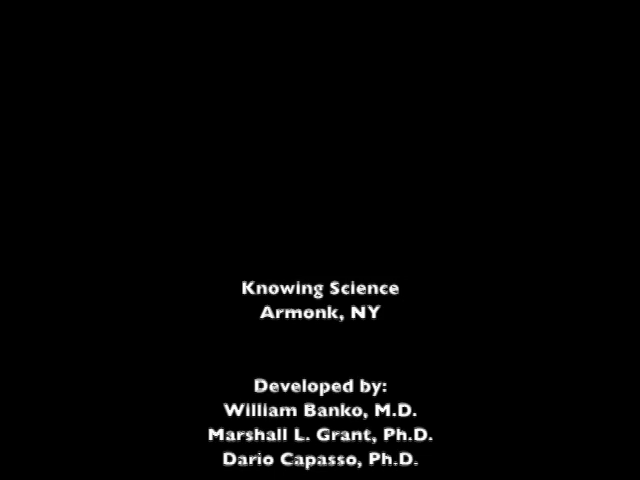 Knowing Science
Armonk, NY
Developed by:
William Banko, M.D.
Marshall L. Grant, Ph.D.
Dario Capasso, Ph.D.